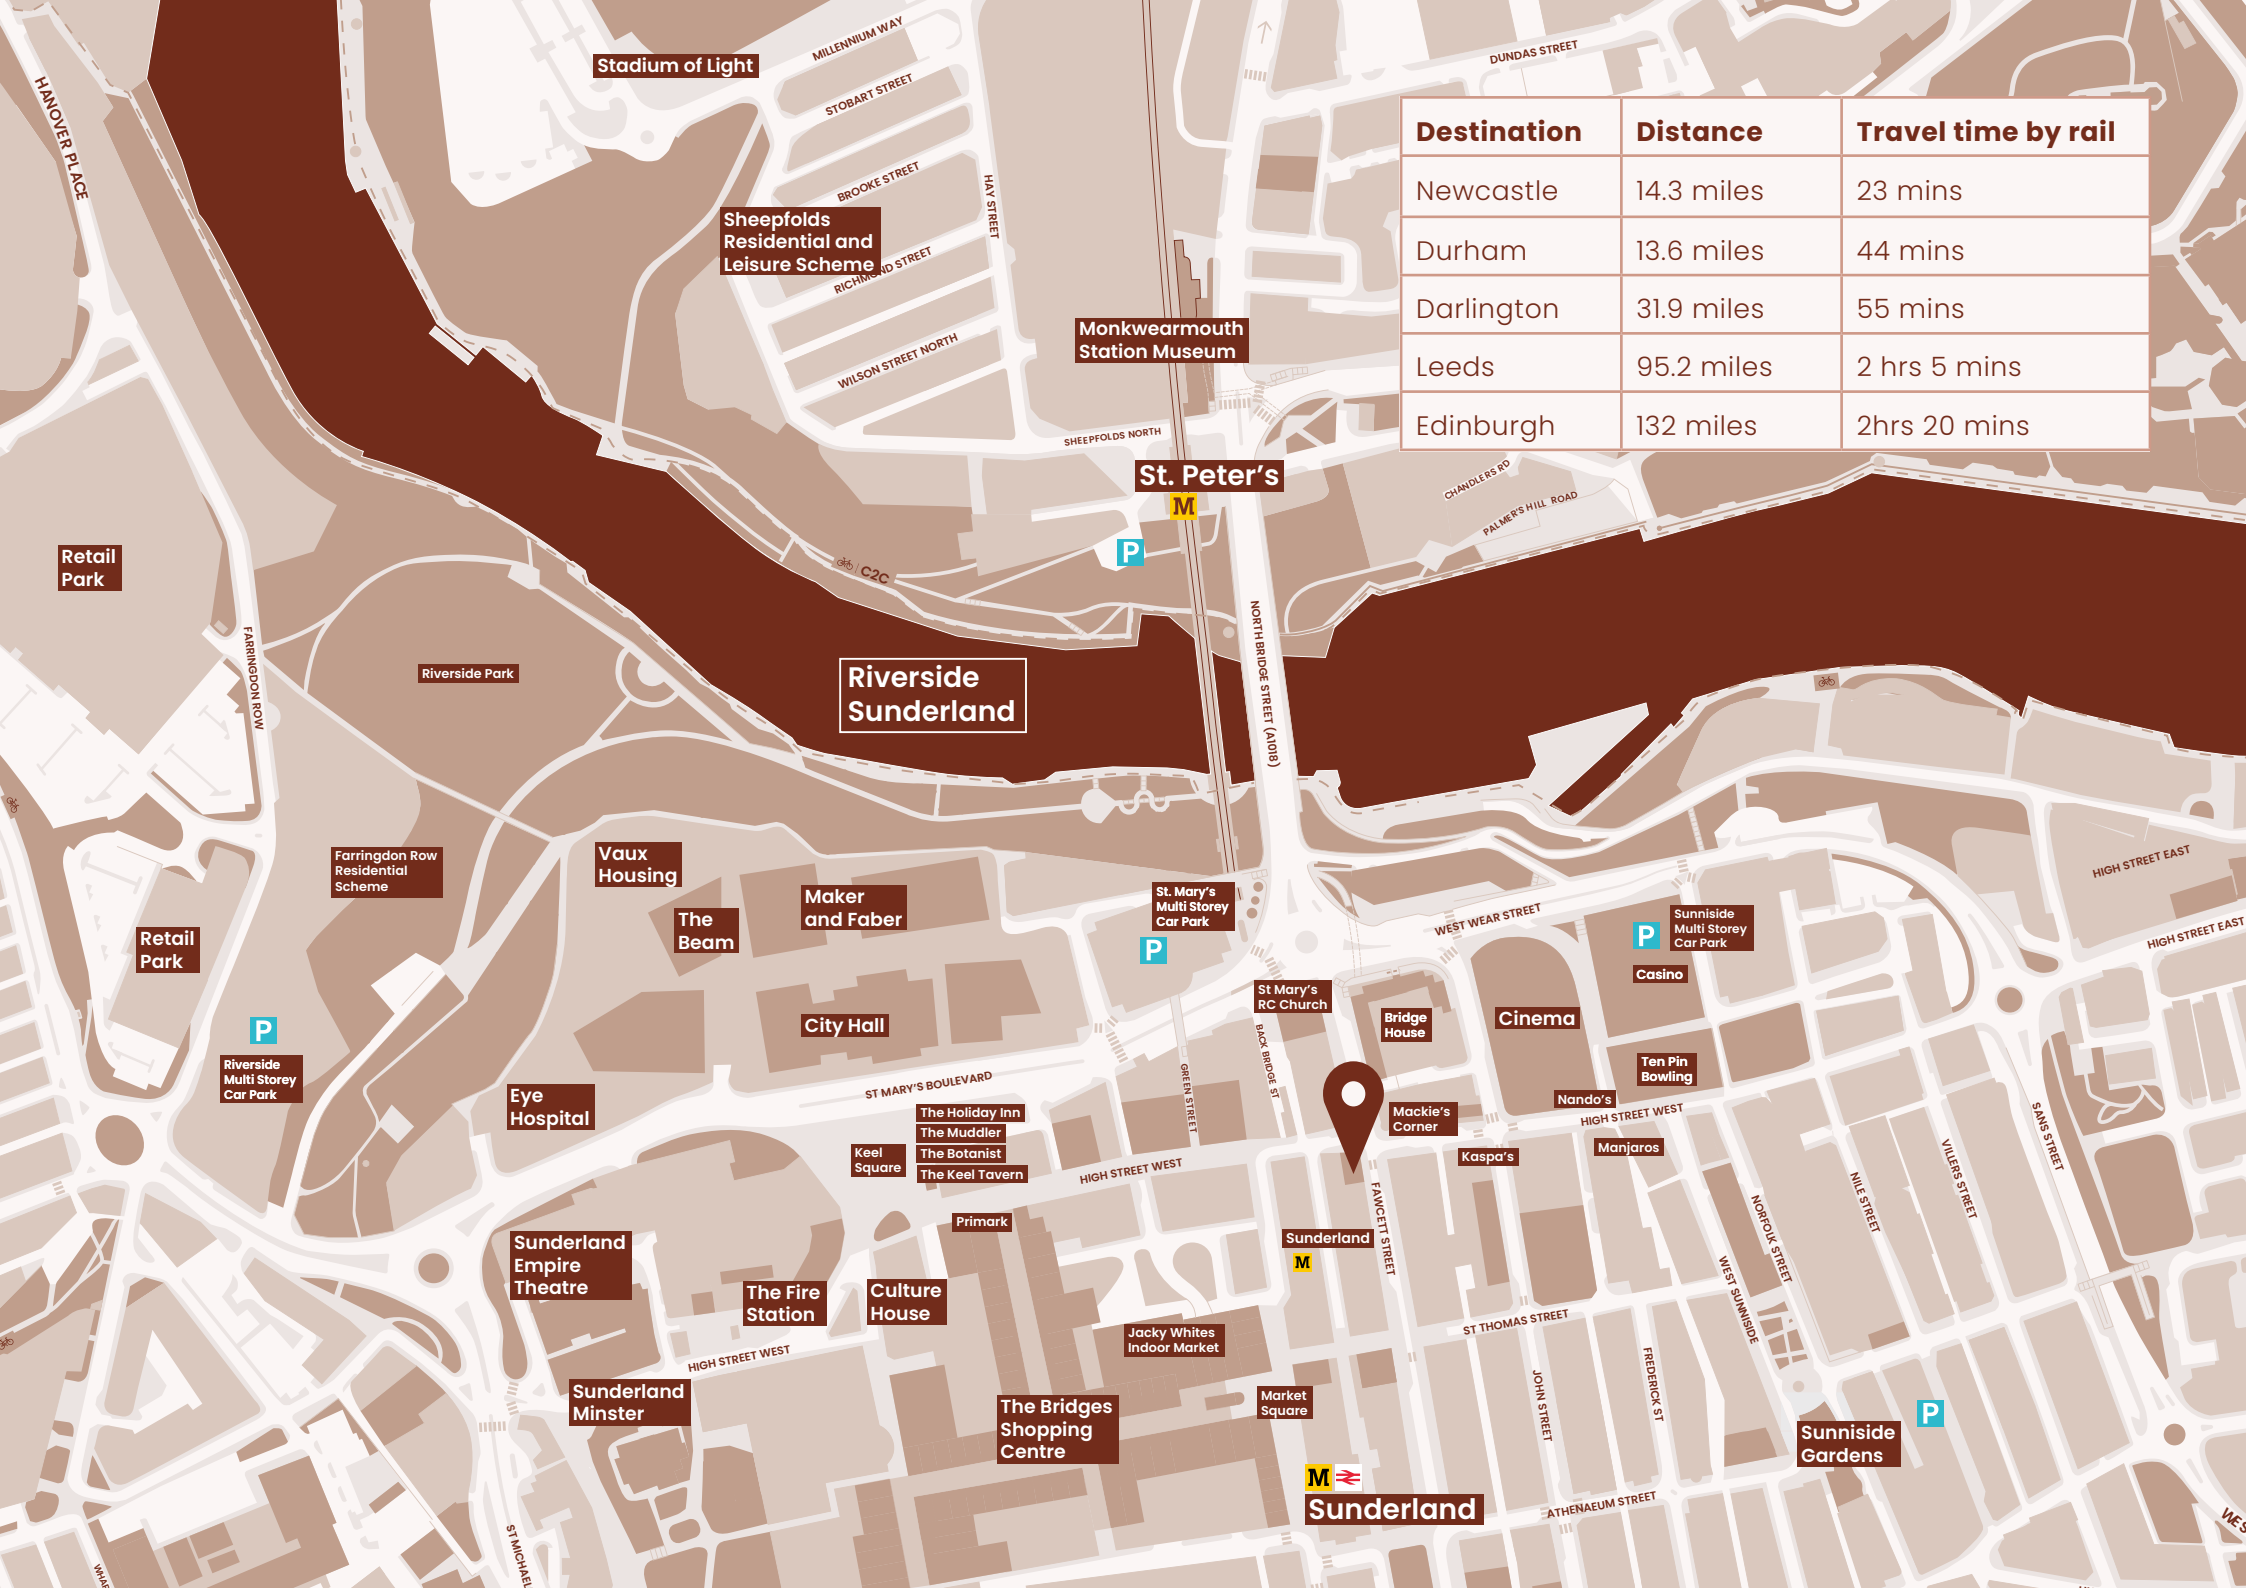 MILLENNIUM WAY
DUNDAS STREET
Stadium of Light
STOBART STREET
HANOVER PLACE
Destination Distance Travel time by rail
Newcastle 14.3 miles 23 mins
Durham 13.6 miles 44 mins
Darlington 31.9 miles 55 mins
Leeds 95.2 miles 2 hrs 5 mins
Edinburgh 132 miles 2hrs 20 mins
BROOKE STREET
HAY STREET
Sheepfolds
Residential and
Leisure Scheme
RICHMOND STREET
Monkwearmouth
Station Museum
WILSON STREET NORTH
SHEEPFOLDS NORTH
St. Peter's
M
CHANDLERS RD
PALMER'S HILL ROAD
P
C2C
Retail
Park
FARRINGDON ROW
Riverside Park
Riverside
Sunderland
NORTH BRIDGE STREET (A1018)
Vaux
Housing
Farringdon Row
Residential
Scheme
Maker
and Faber
The
Beam
St. Mary's
Multi Storey
Car Park
P
HIGH STREET EAST
HIGH STREET EAST
WEST WEAR STREET
P
Sunniside
Multi Storey
Car Park
Casino
Retail
Park
St Mary's
RC Church
Bridge
House
Cinema
City Hall
P
Riverside
Multi Storey
Car Park
BACK BRIDGE ST
GREEN STREET
Ten Pin
Bowling
Eye
Hospital
ST MARY'S BOULEVARD
The Holiday Inn
The Muddler
The Botanist
The Keel Tavern
Keel
Square
Mackie's
Corner
Nando's
HIGH STREET WEST
Manjaros
Kaspa's
HIGH STREET WEST
SANS STREET
VILLERS STREET
NILE STREET
NORFOLK STREET
WEST SUNNISIDE
FAWCETT STREET
Primark
Sunderland
M
Sunderland
Empire
Theatre
The Fire
Station
Culture
House
Jacky Whites
Indoor Market
ST THOMAS STREET
HIGH STREET WEST
FREDERICK ST
JOHN STREET
Sunderland
Minster
The Bridges
Shopping
Centre
Market
Square
P
Sunniside
Gardens
M
Sunderland
ATHENAEUM STREET
ST MICHAEL
WHAR
WES